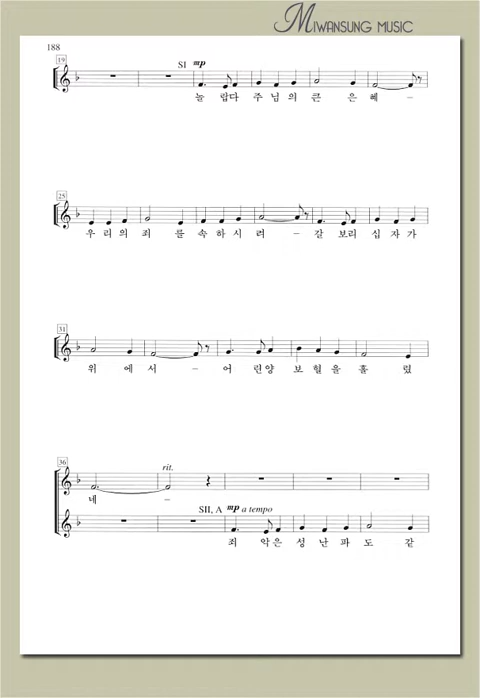 MIWANSUNG MUSIC
188
19
SI mp
놀 랍다 주 님 의 큰 은 혜 –
25
우 리 의 죄 를 속 하 시 려 – 갈 보리 십 자 가
31
위 에 서 – 어 린양 보 혈 을 흘 렸
36
rit.
네 –
SII, A mp a tempo
죄 악은 성 난 파 도 같